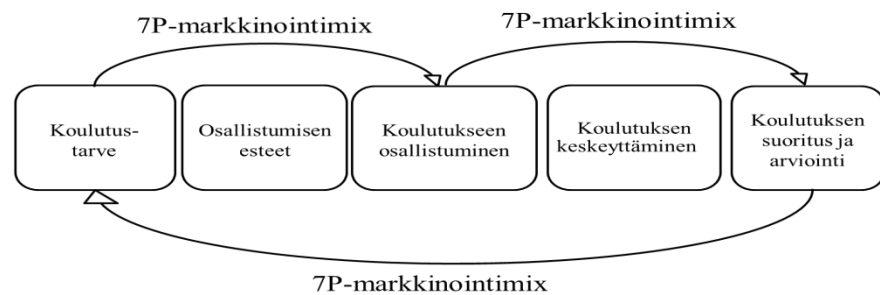 7P-markkinointimix
7P-markkinointimix
Koulutus-
tarve
Osallistumisen
esteet
Koulutukseen
osallistuminen
Koulutuksen
keskeyttäminen
Koulutuksen
suoritus ja
arviointi
7P-markkinointimix